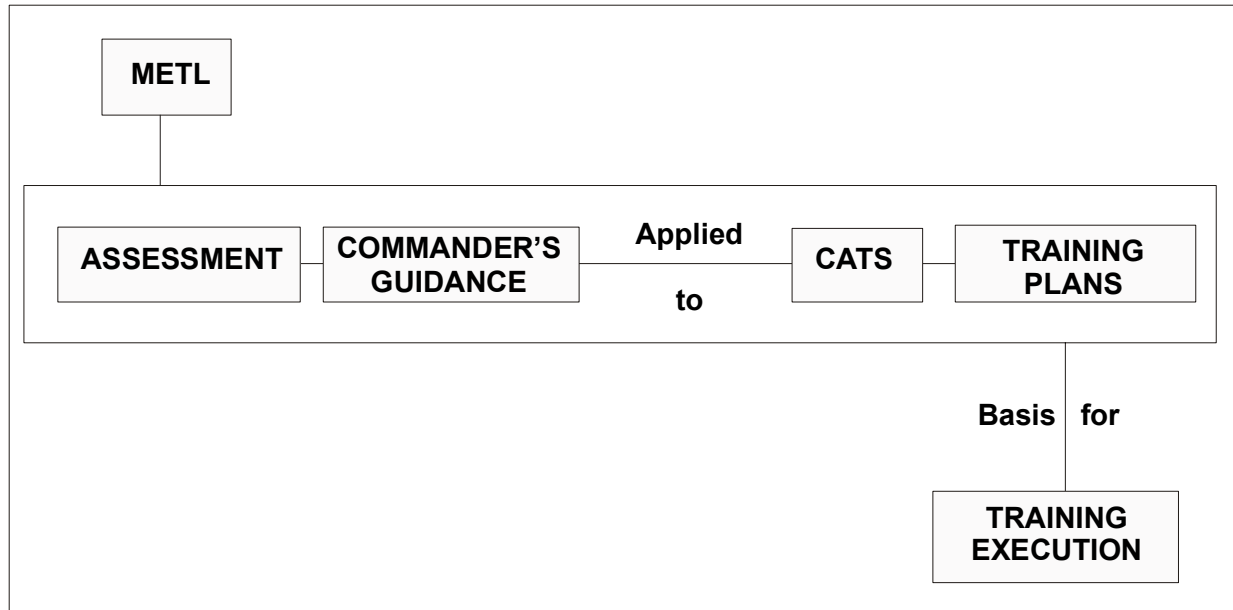 METL
ASSESSMENT
COMMANDER’S
GUIDANCE
Applied
to
CATS
TRAINING
PLANS
Basis for
TRAINING
EXECUTION